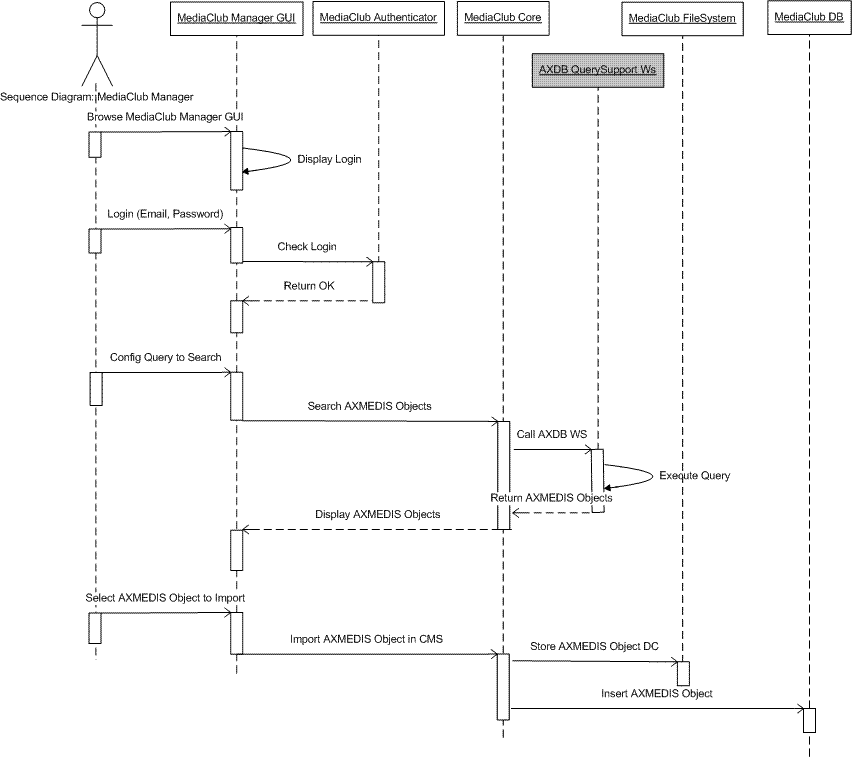 MediaClub Manager GUI
MediaClub Authenticator
MediaClub Core
MediaClub FileSystem
MediaClub DB
AXDB QuerySupport Ws
Sequence Diagram: MediaClub Manager
Browse MediaClub Manager GUI
Display Login
Login (Email, Password)
Check Login
Return OK
Config Query to Search
Search AXMEDIS Objects
Call AXDB WS
Execute Query
Return AXMEDIS Objects
Display AXMEDIS Objects
Select AXMEDIS Object to Import
Import AXMEDIS Object in CMS
Store AXMEDIS Object DC
Insert AXMEDIS Object